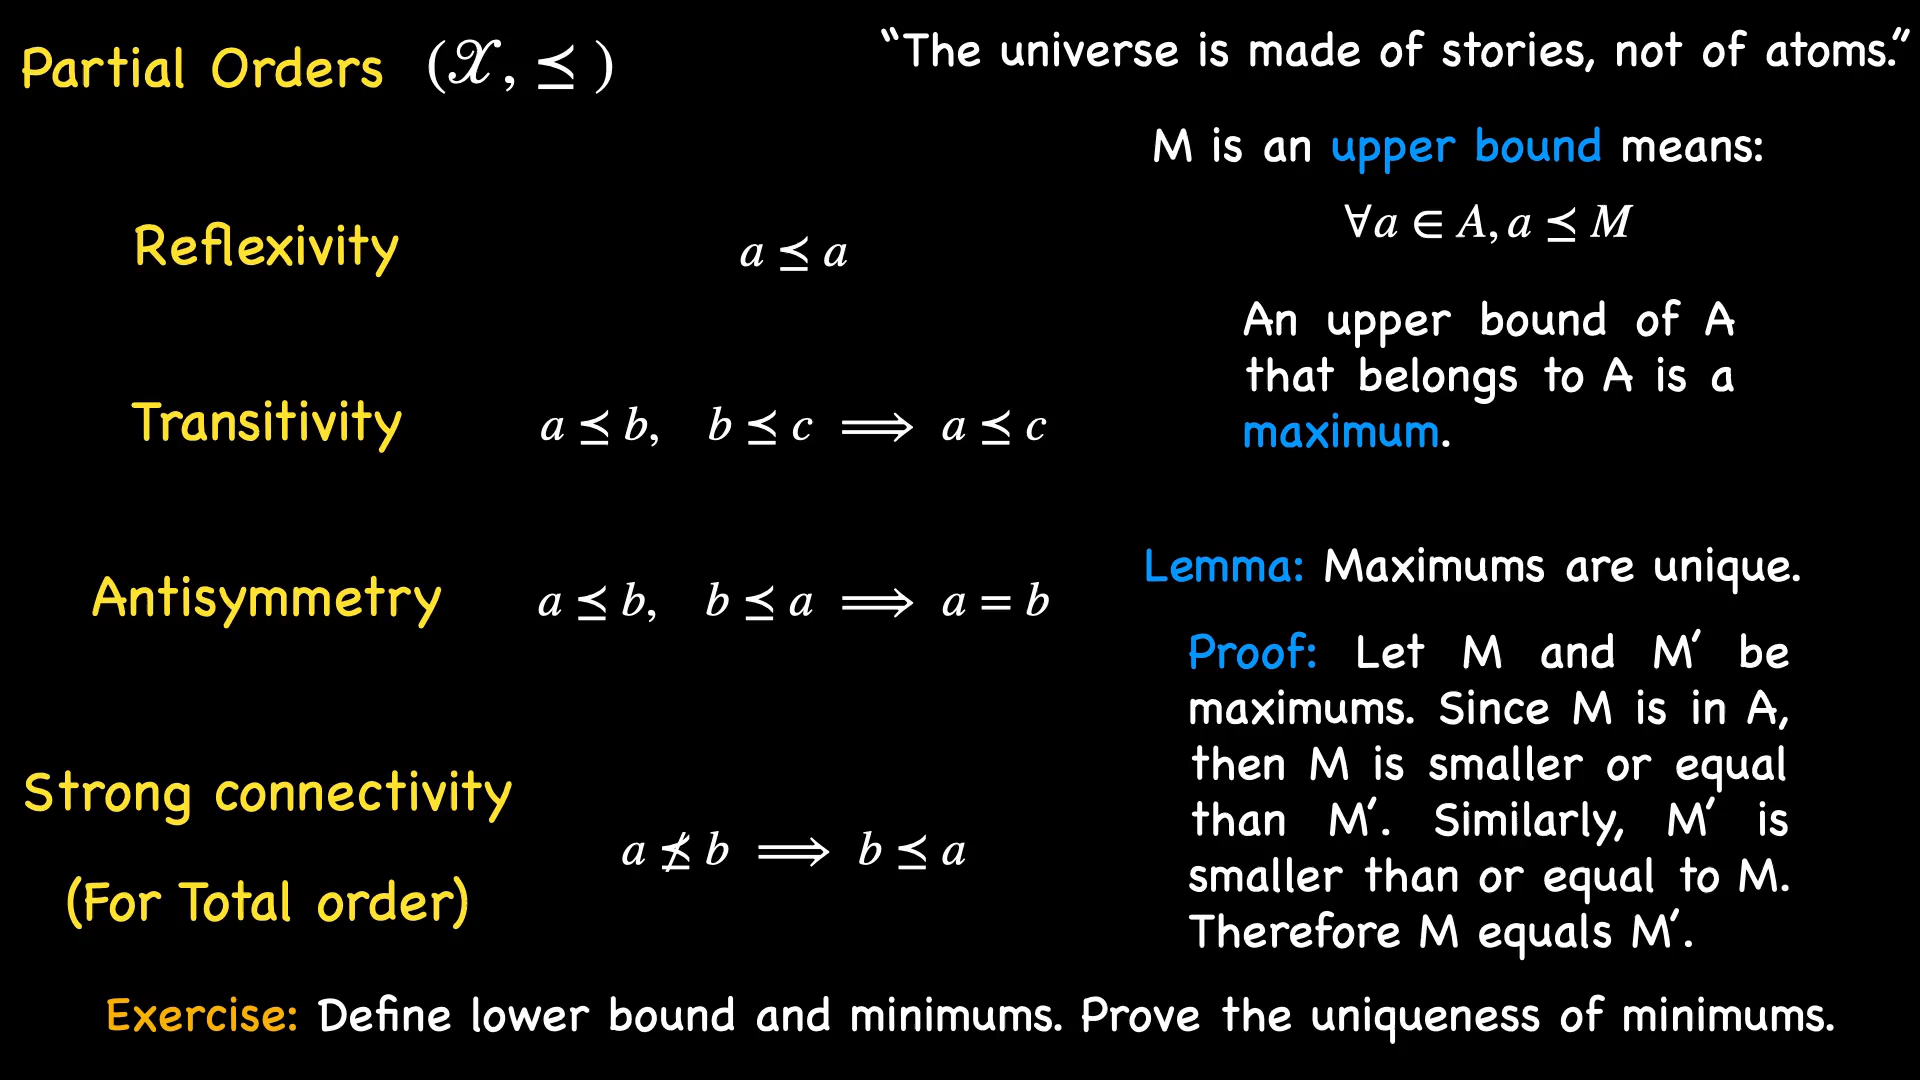 Partial Orders (𝒳, ⪯)
“The universe is made of stories, not of atoms.”
M is an upper bound means:
∀a ∈ A, a ⪯ M
Reflexivity a ⪯ a
An upper bound of A
that belongs to A is a
maximum.
Transitivity a ⪯ b, b ⪯ c ⟹ a ⪯ c
Antisymmetry a ⪯ b, b ⪯ a ⟹ a = b
Lemma: Maximums are unique.
Proof: Let M and M′ be
maximums. Since M is in A,
then M is smaller or equal
than M′. Similarly, M′ is
smaller than or equal to M.
Therefore M equals M′.
Strong connectivity
(For Total order)
a ⪯̸ b ⟹ b ⪯ a
Exercise: Define lower bound and minimums. Prove the uniqueness of minimums.